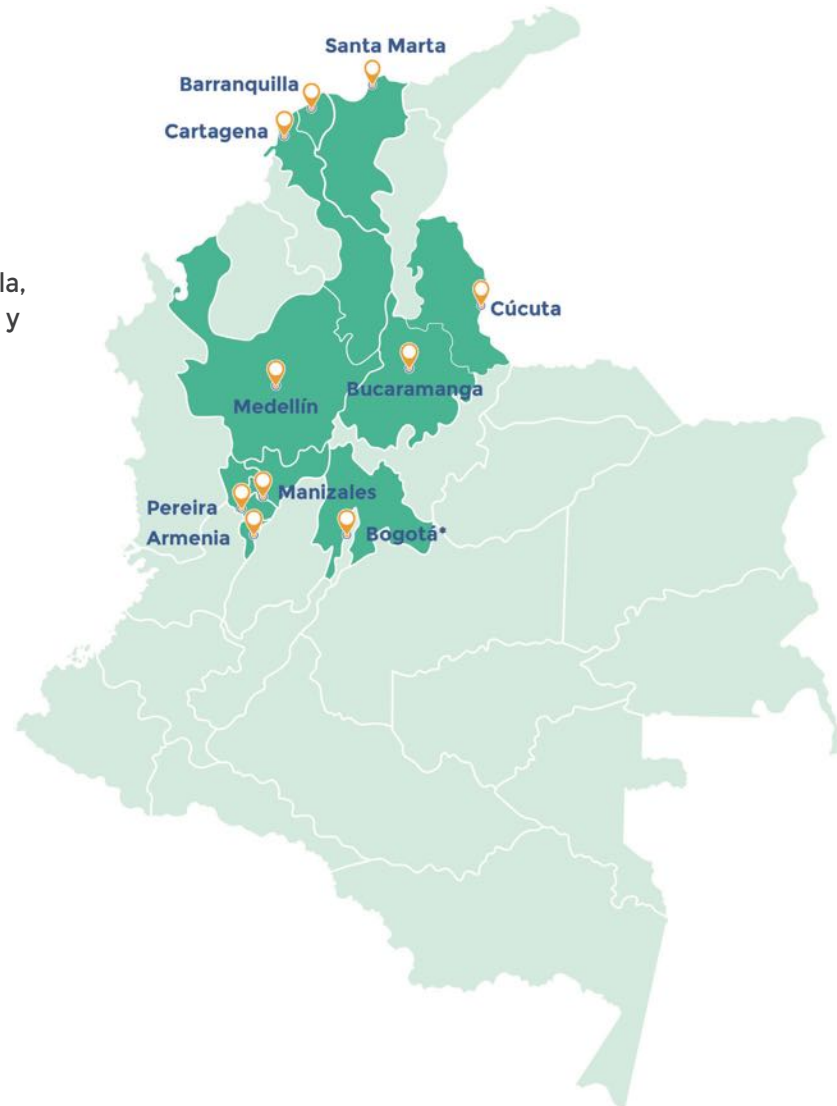 Santa Marta
Barranquilla
Cartagena
la,
y
Cúcuta
Bucaramanga
Medellín
Manizales
Pereira
Armenia
Bogotá*